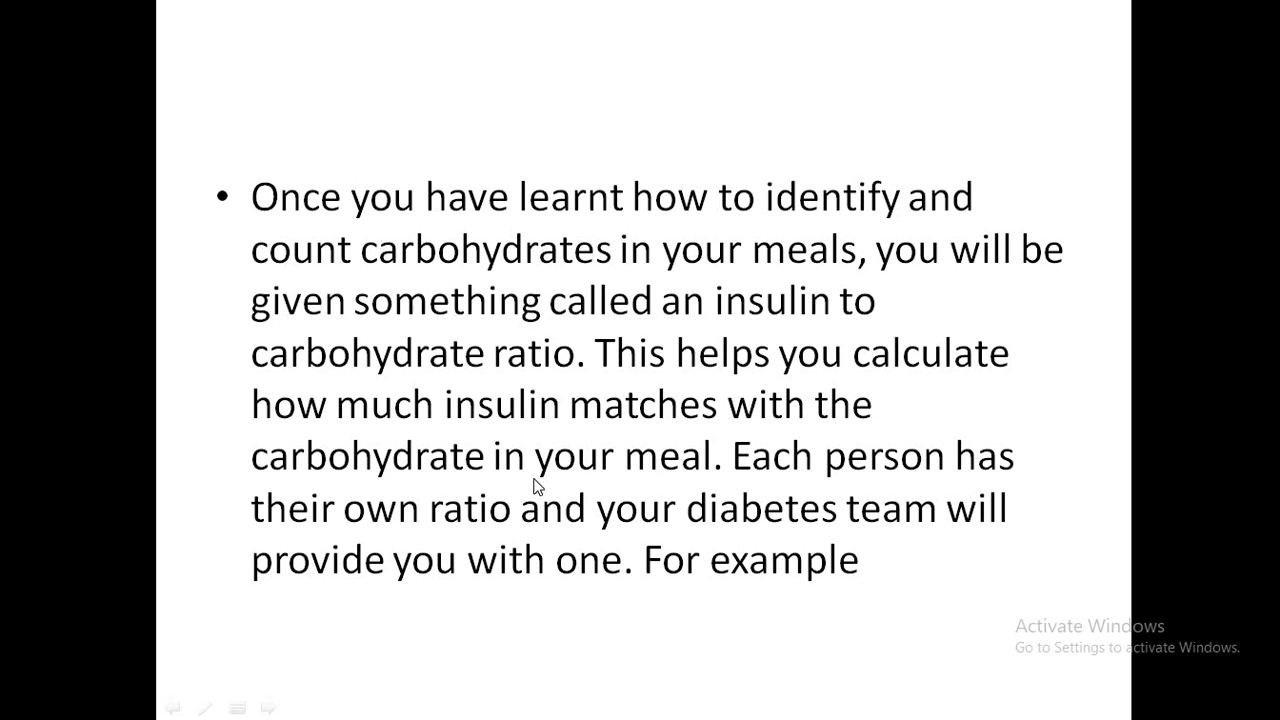 • Once you have learnt how to identify and
count carbohydrates in your meals, you will be
given something called an insulin to
carbohydrate ratio. This helps you calculate
how much insulin matches with the
carbohydrate in your meal. Each person has
their own ratio and your diabetes team will
provide you with one. For example
Activate Windows
Go to Settings to activate Windows.